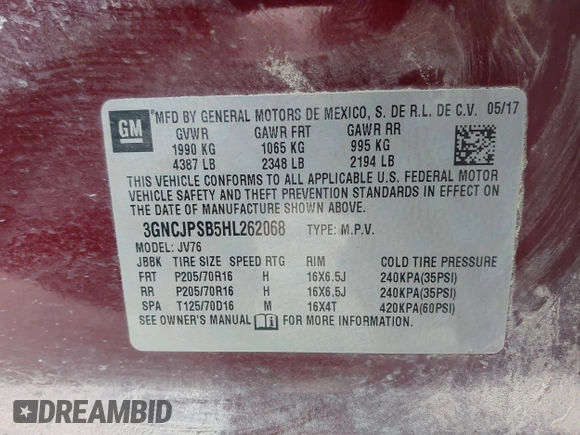 GM
MFD BY GENERAL MOTORS DE MEXICO, S. DE R.L. DE C.V. 05/17
GVWR GAWR FRT GAWR RR
1990 KG 1065 KG 995 KG
4387 LB 2348 LB 2194 LB
THIS VEHICLE CONFORMS TO ALL APPLICABLE U.S. FEDERAL MOTOR
VEHICLE SAFETY AND THEFT PREVENTION STANDARDS IN EFFECT ON
THE DATE OF MANUFACTURE SHOWN ABOVE.
3GNCJPSB5HL262068 TYPE: M.P.V.
MODEL: JV76
JBBK TIRE SIZE SPEED RTG RIM COLD TIRE PRESSURE
FRT P205/70R16 H 16X6.5J 240KPA(35PSI)
RR P205/70R16 H 16X6.5J 240KPA(35PSI)
SPA T125/70D16 M 16X4T 420KPA(60PSI)
SEE OWNER'S MANUAL FOR MORE INFORMATION.
DREAMBID